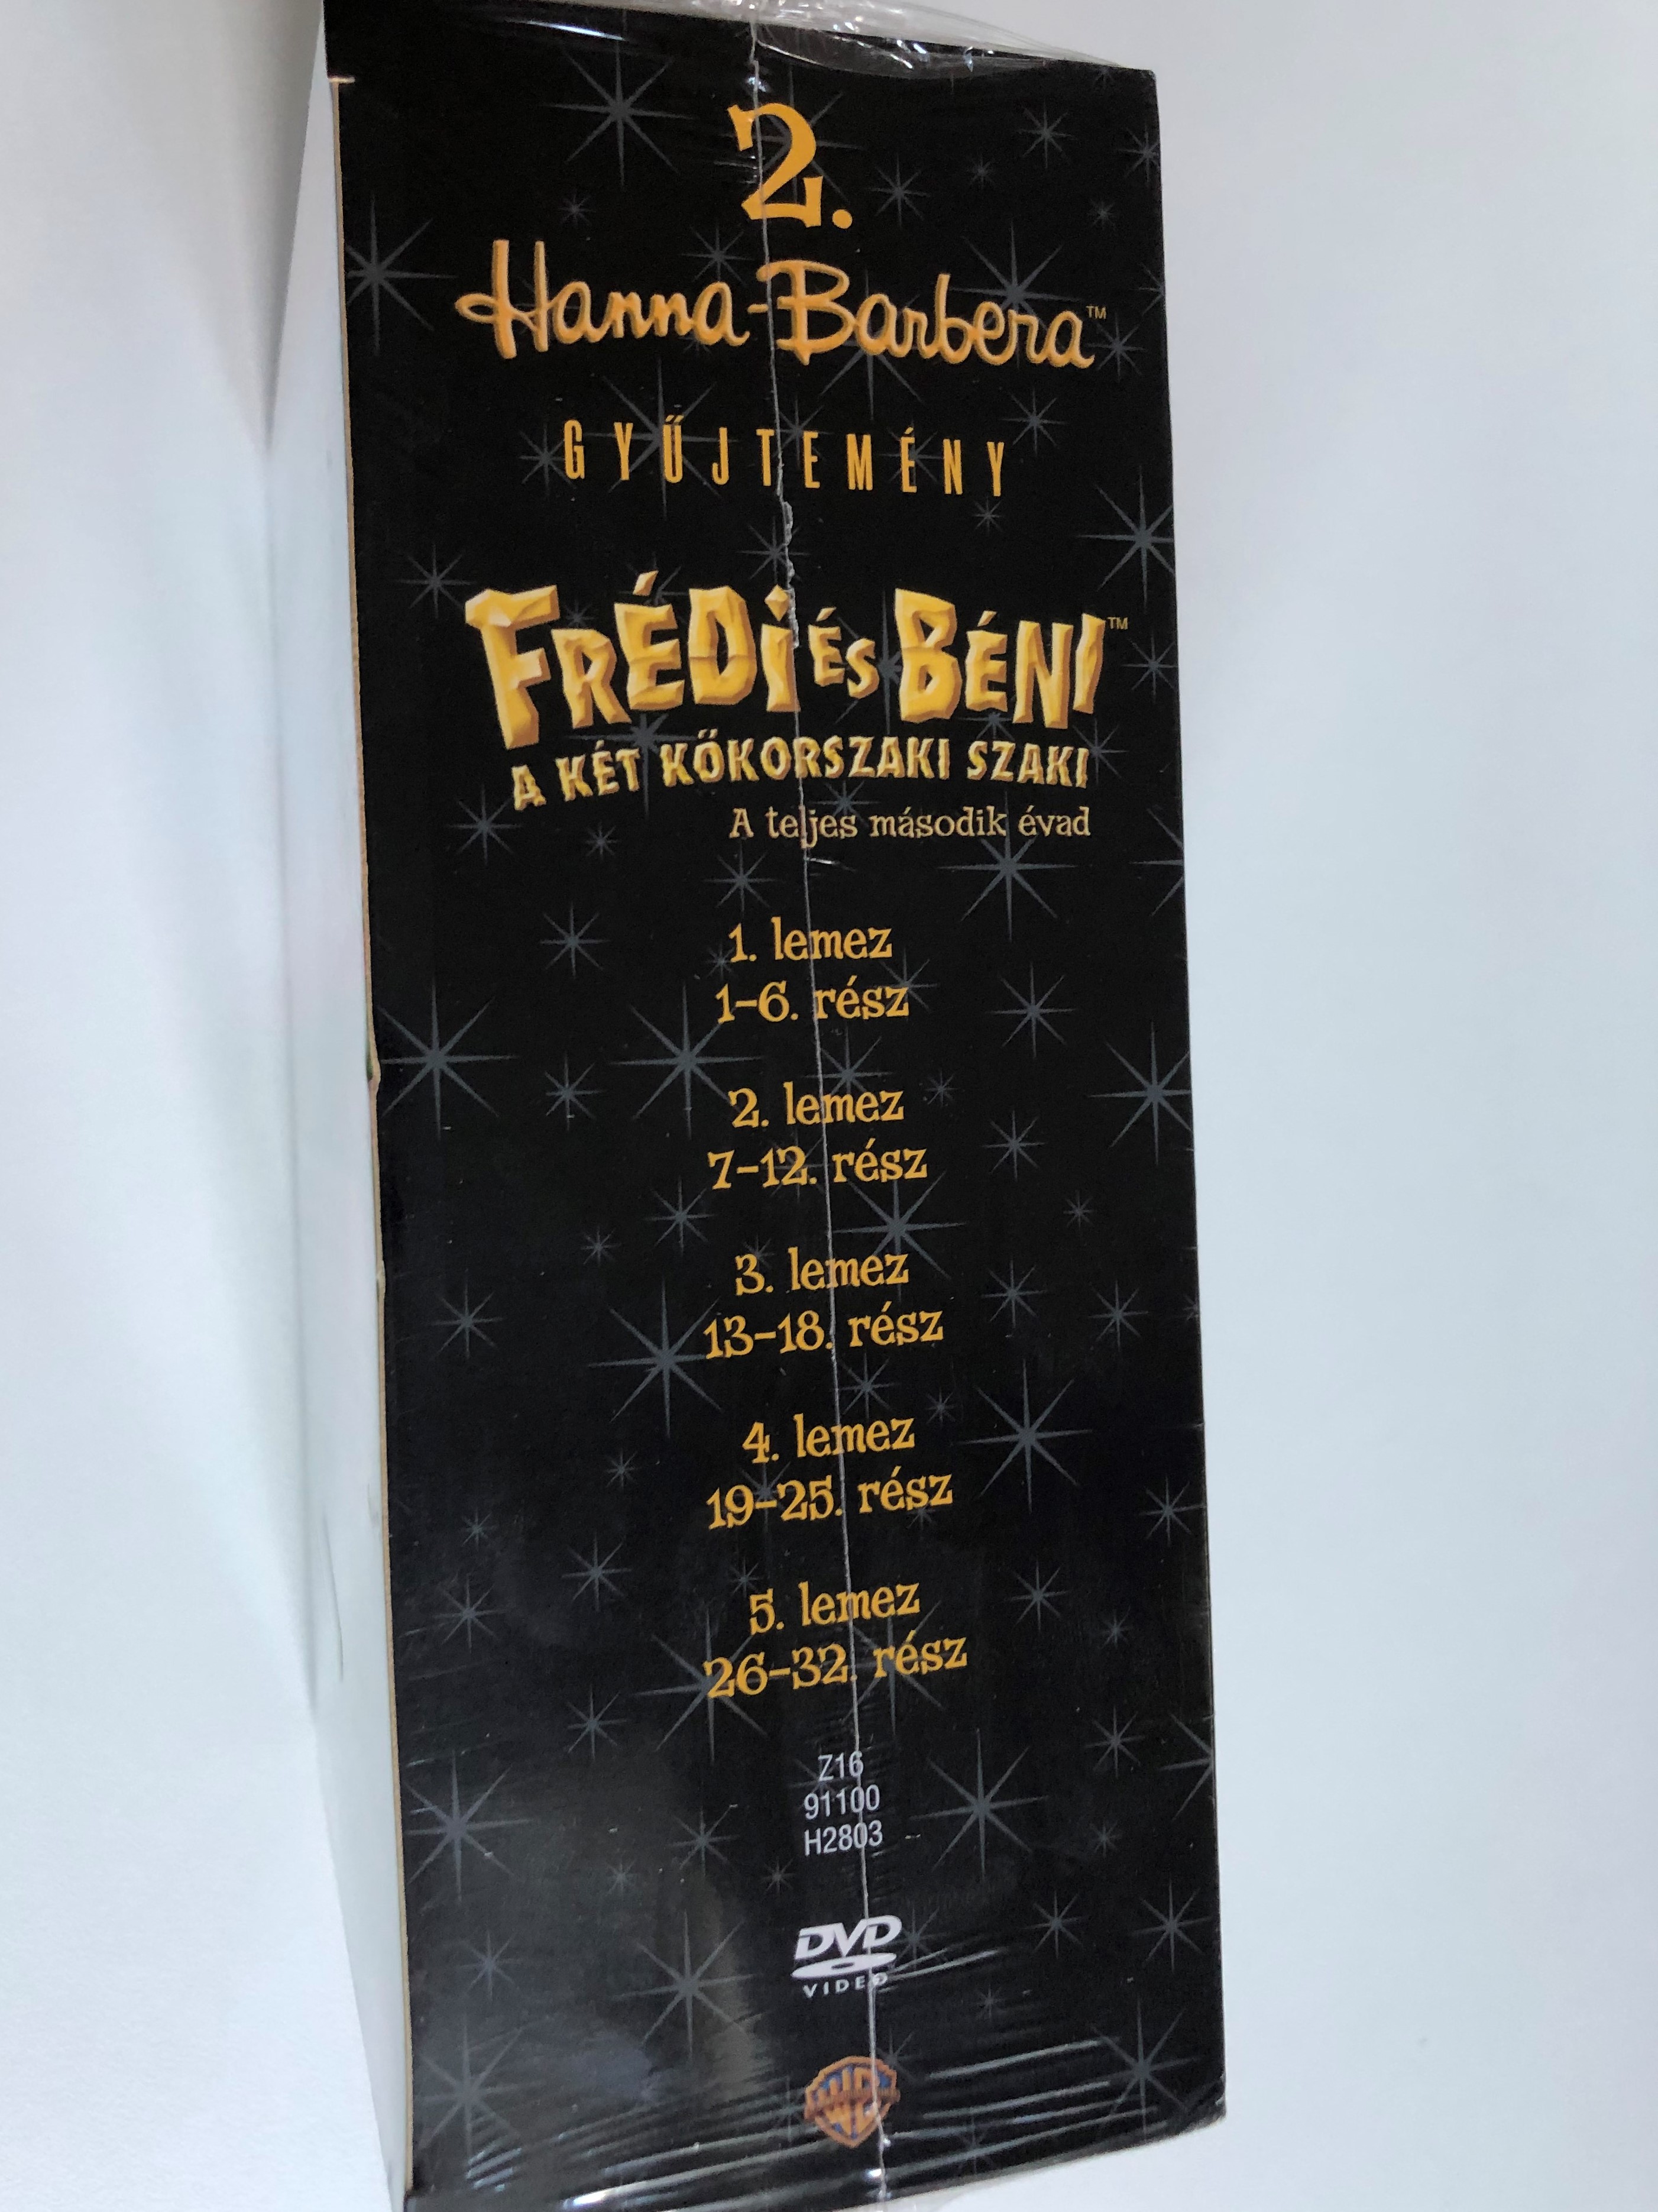 2.
Hanna-Barbera™
GYŰJTEMÉNY
FRÉDI ÉS BÉNI™
A KÉT KŐKORSZAKI SZAKI
A teljes második évad
1. lemez
1-6. rész
2. lemez
7-12. rész
3. lemez
13-18. rész
4. lemez
19-25. rész
5. lemez
26-32. rész
Z16
91100
H2803
DVD
VIDEO
WB